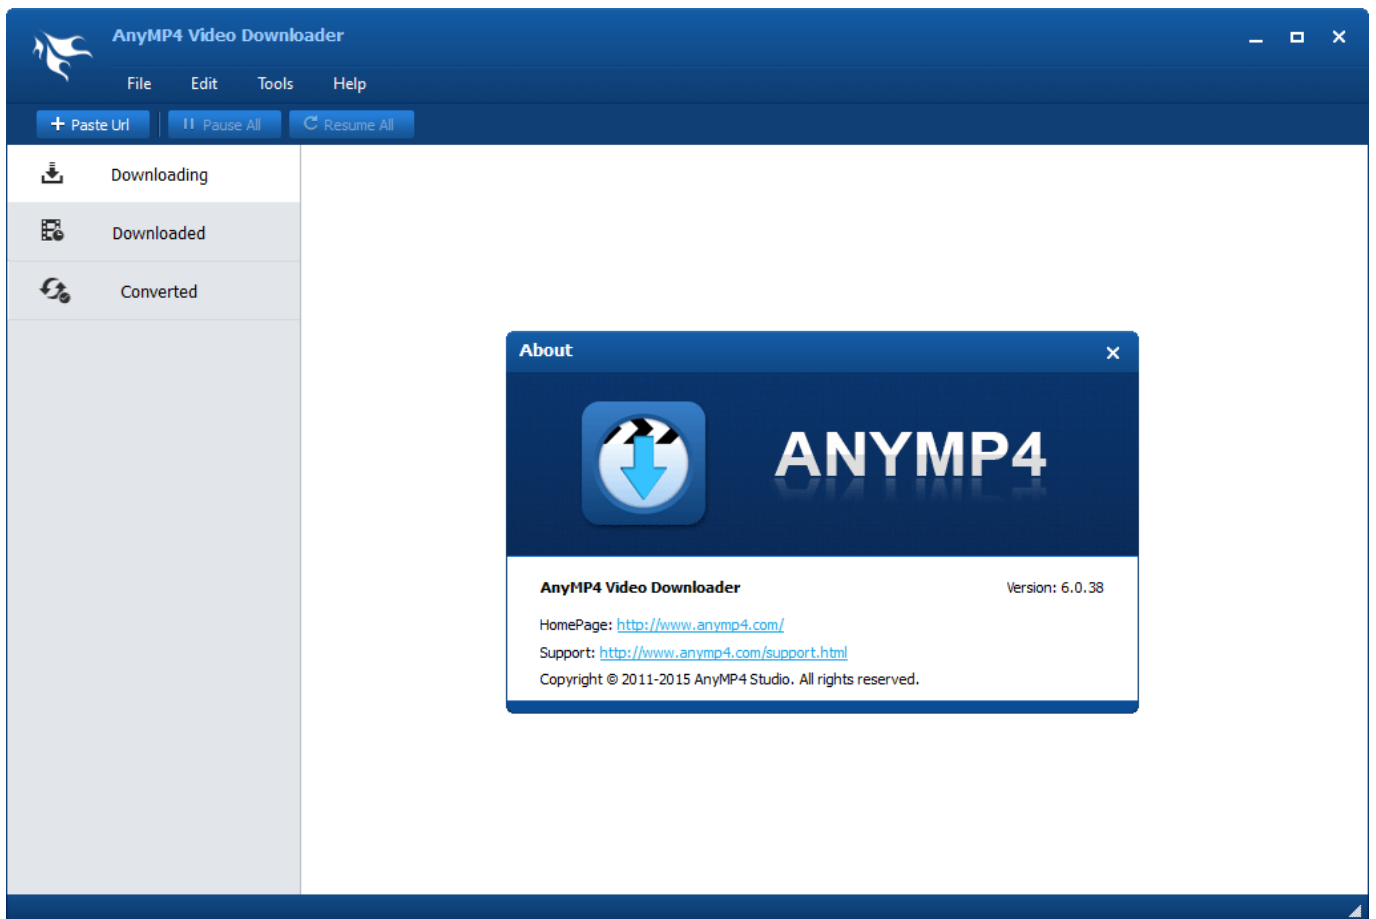 AnyMP4 Video Downloader
File Edit Tools Help
Paste Url Pause All Resume All
Downloading
Downloaded
Converted
About
ANYMP4
AnyMP4 Video Downloader Version: 6.0.38
HomePage: http://www.anymp4.com/
Support: http://www.anymp4.com/support.html
Copyright © 2011-2015 AnyMP4 Studio. All rights reserved.